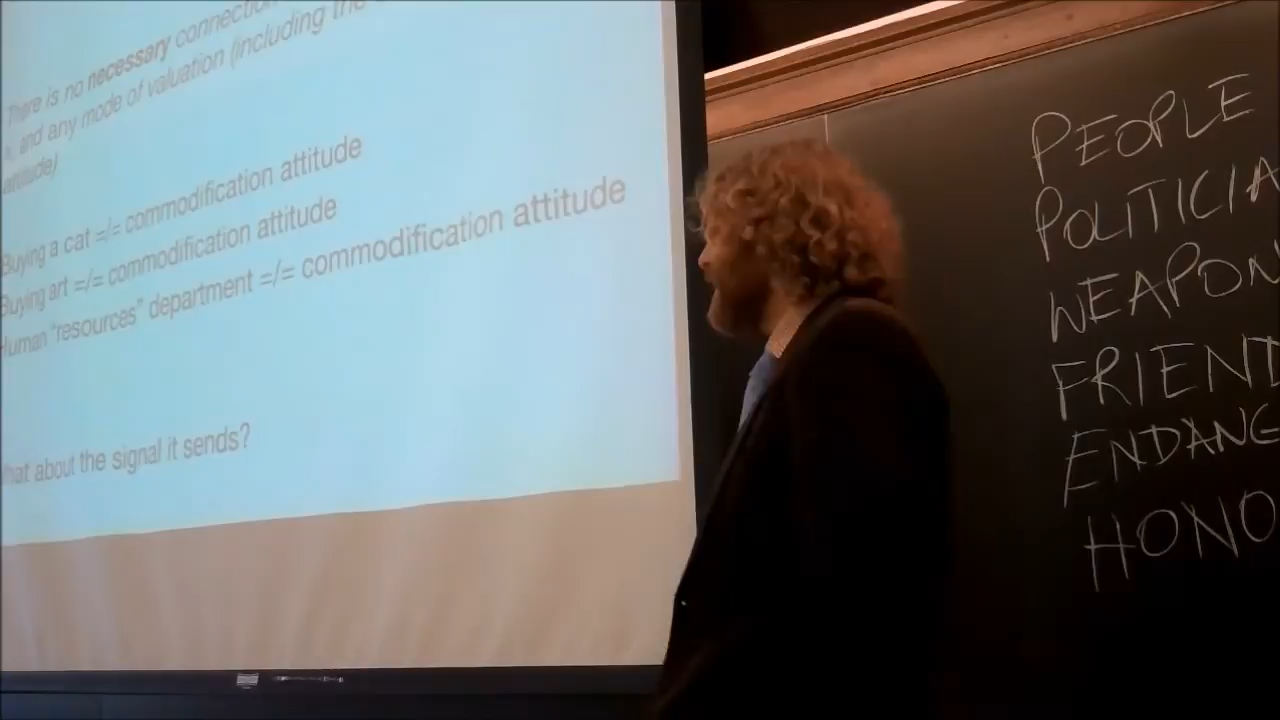 There is no necessary connection
and any mode of valuation (including the
attitude)
Buying a cat =/= commodification attitude
Buying art =/= commodification attitude
Human "resources" department =/= commodification attitude
What about the signal it sends?
PEOPLE
POLITICIA
WEAPON
FRIEND
ENDANG
HONO